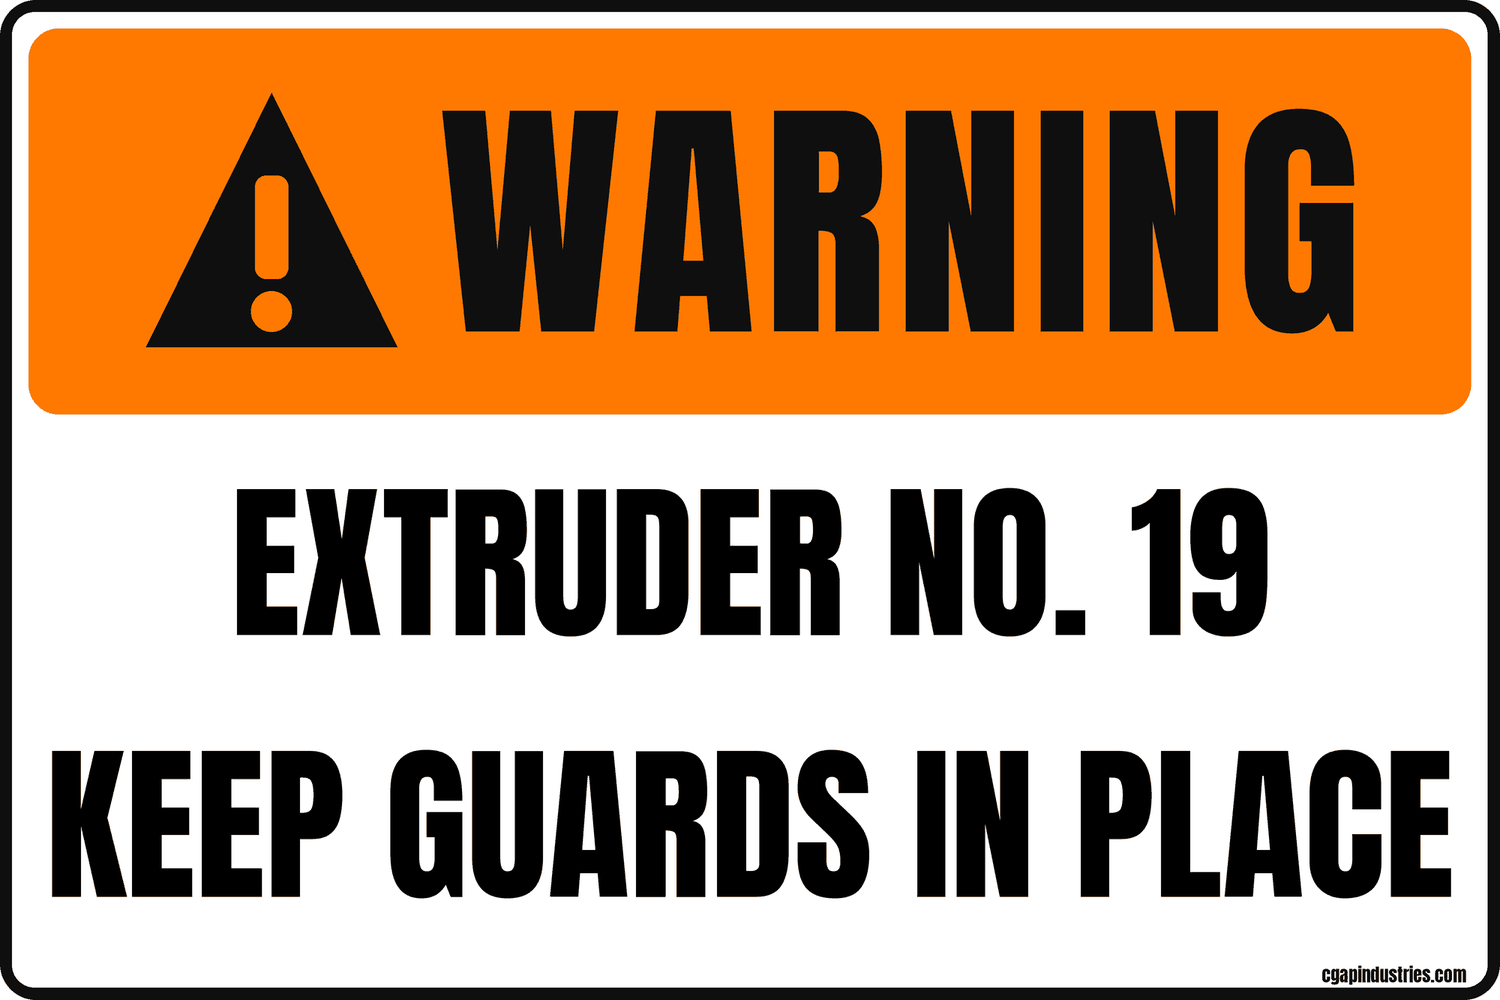 WARNING
EXTRUDER NO. 19
KEEP GUARDS IN PLACE
cgapindustries.com